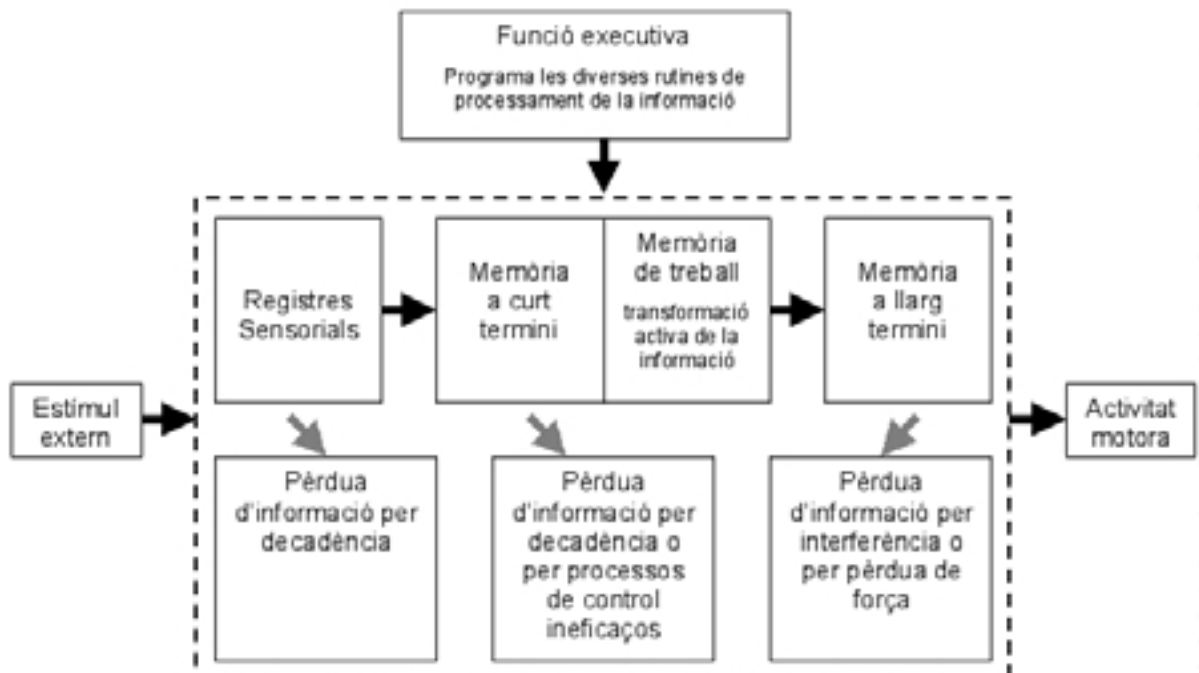 Funció executiva
Programa les diverses rutines de
processament de la informació
Registres
Sensorials
Memòria
a curt
termini
Memòria
de treball
transformació
activa de la
informació
Memòria
a llarg
termini
Estímul
extern
Activitat
motora
Pèrdua
d'informació per
decadència
Pèrdua
d'informació per
decadència o
per processos
de control
ineficaços
Pèrdua
d'informació per
interferència o
per pèrdua de
força